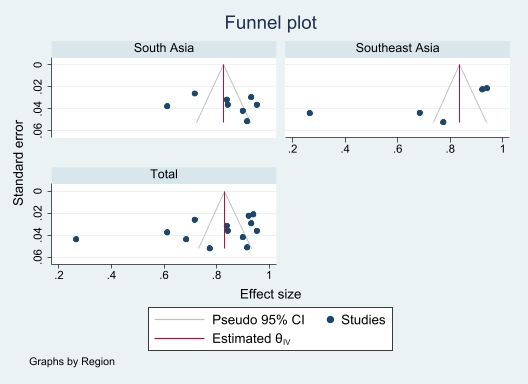 Funnel plot
South Asia
Southeast Asia
0
.02
.04
.06
.2 .4 .6 .8 1
Standard error
Total
0
.02
.04
.06
.2 .4 .6 .8 1
Effect size
Pseudo 95% CI
Studies
Estimated θIV
Graphs by Region